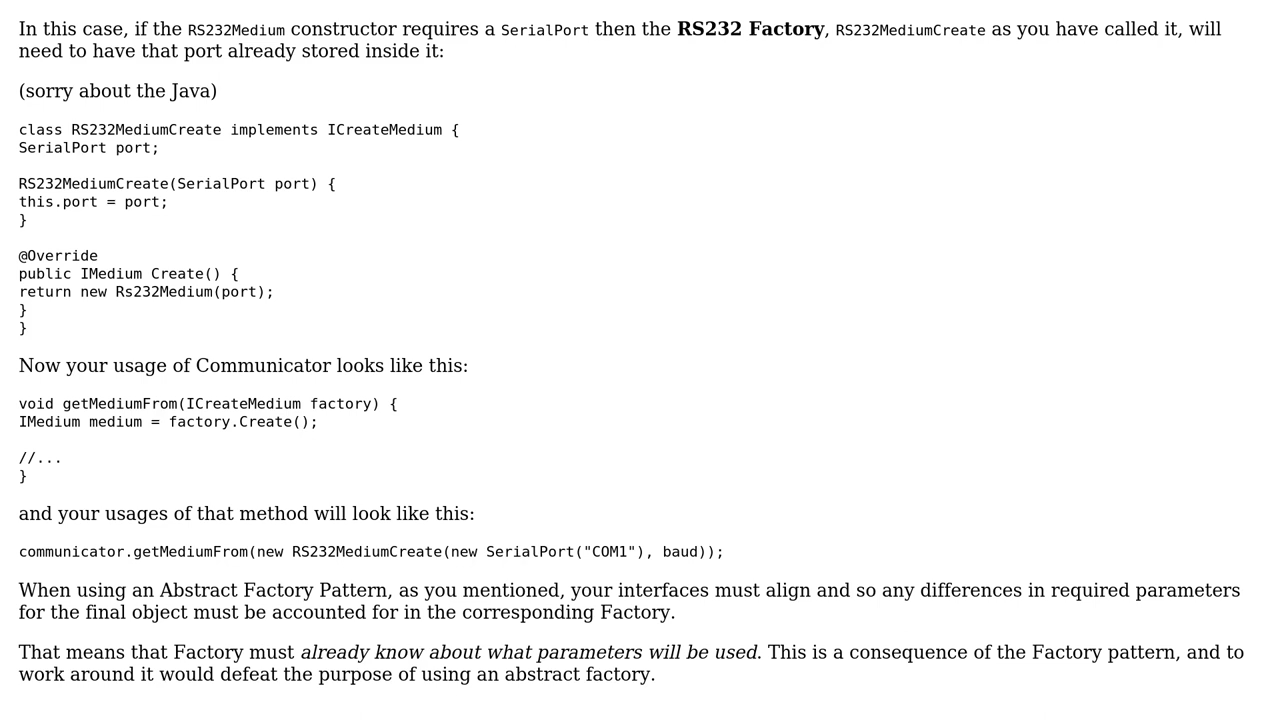 In this case, if the RS232Medium constructor requires a SerialPort then the RS232 Factory, RS232MediumCreate as you have called it, will
need to have that port already stored inside it:
(sorry about the Java)
class RS232MediumCreate implements ICreateMedium {
SerialPort port;
RS232MediumCreate(SerialPort port) {
this.port = port;
}
@Override
public IMedium Create() {
return new Rs232Medium(port);
}
}
Now your usage of Communicator looks like this:
void getMediumFrom(ICreateMedium factory) {
IMedium medium = factory.Create();
//...
}
and your usages of that method will look like this:
communicator.getMediumFrom(new RS232MediumCreate(new SerialPort("COM1"), baud));
When using an Abstract Factory Pattern, as you mentioned, your interfaces must align and so any differences in required parameters
for the final object must be accounted for in the corresponding Factory.
That means that Factory must already know about what parameters will be used. This is a consequence of the Factory pattern, and to
work around it would defeat the purpose of using an abstract factory.